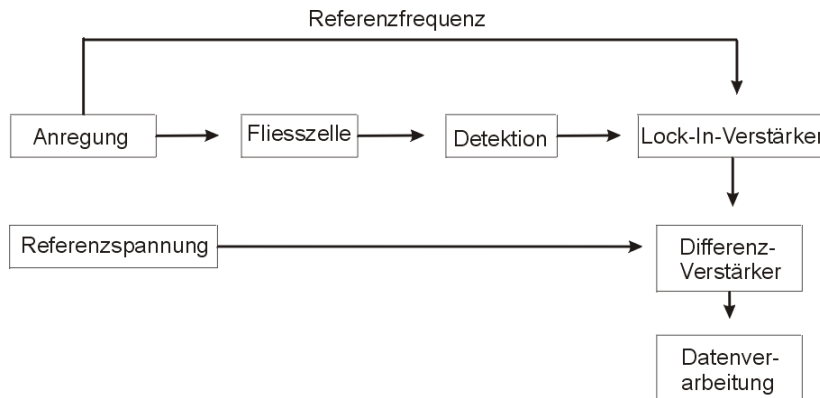 Referenzfrequenz
Anregung
Fliesszelle
Detektion
Lock-In-Verstärker
Referenzspannung
Differenz-
Verstärker
Datenver-
arbeitung